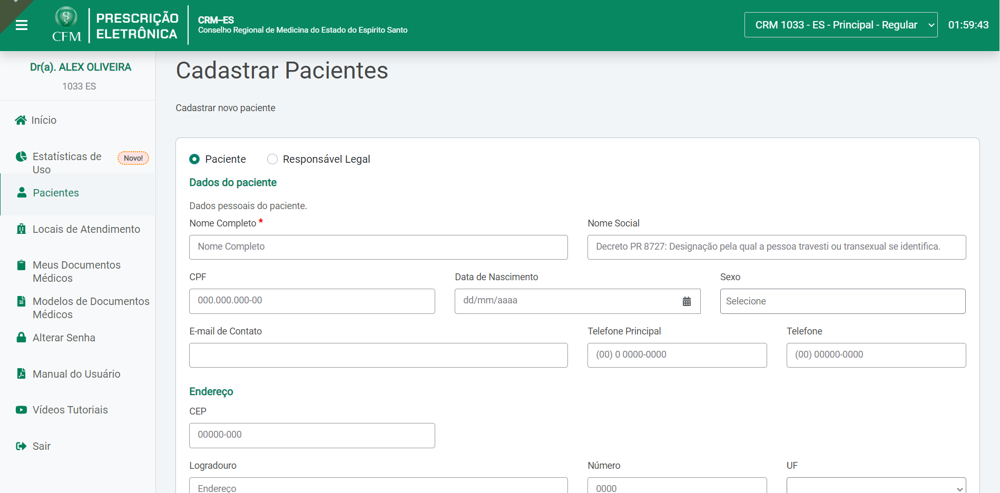 CFM
PRESCRIÇÃO
ELETRÔNICA
CRM–ES
Conselho Regional de Medicina do Estado do Espírito Santo
CRM 1033 - ES - Principal - Regular
01:59:43
Dr(a). ALEX OLIVEIRA
1033 ES
Início
Estatísticas de
Uso
Novo!
Pacientes
Locais de Atendimento
Meus Documentos
Médicos
Modelos de Documentos
Médicos
Alterar Senha
Manual do Usuário
Vídeos Tutoriais
Sair
Cadastrar Pacientes
Cadastrar novo paciente
Paciente
Responsável Legal
Dados do paciente
Dados pessoais do paciente.
Nome Completo *
Nome Completo
Nome Social
Decreto PR 8727: Designação pela qual a pessoa travesti ou transexual se identifica.
CPF
000.000.000-00
Data de Nascimento
dd/mm/aaaa
Sexo
Selecione
E-mail de Contato
Telefone Principal
(00) 0 0000-0000
Telefone
(00) 00000-0000
Endereço
CEP
00000-000
Logradouro
Endereço
Número
0000
UF